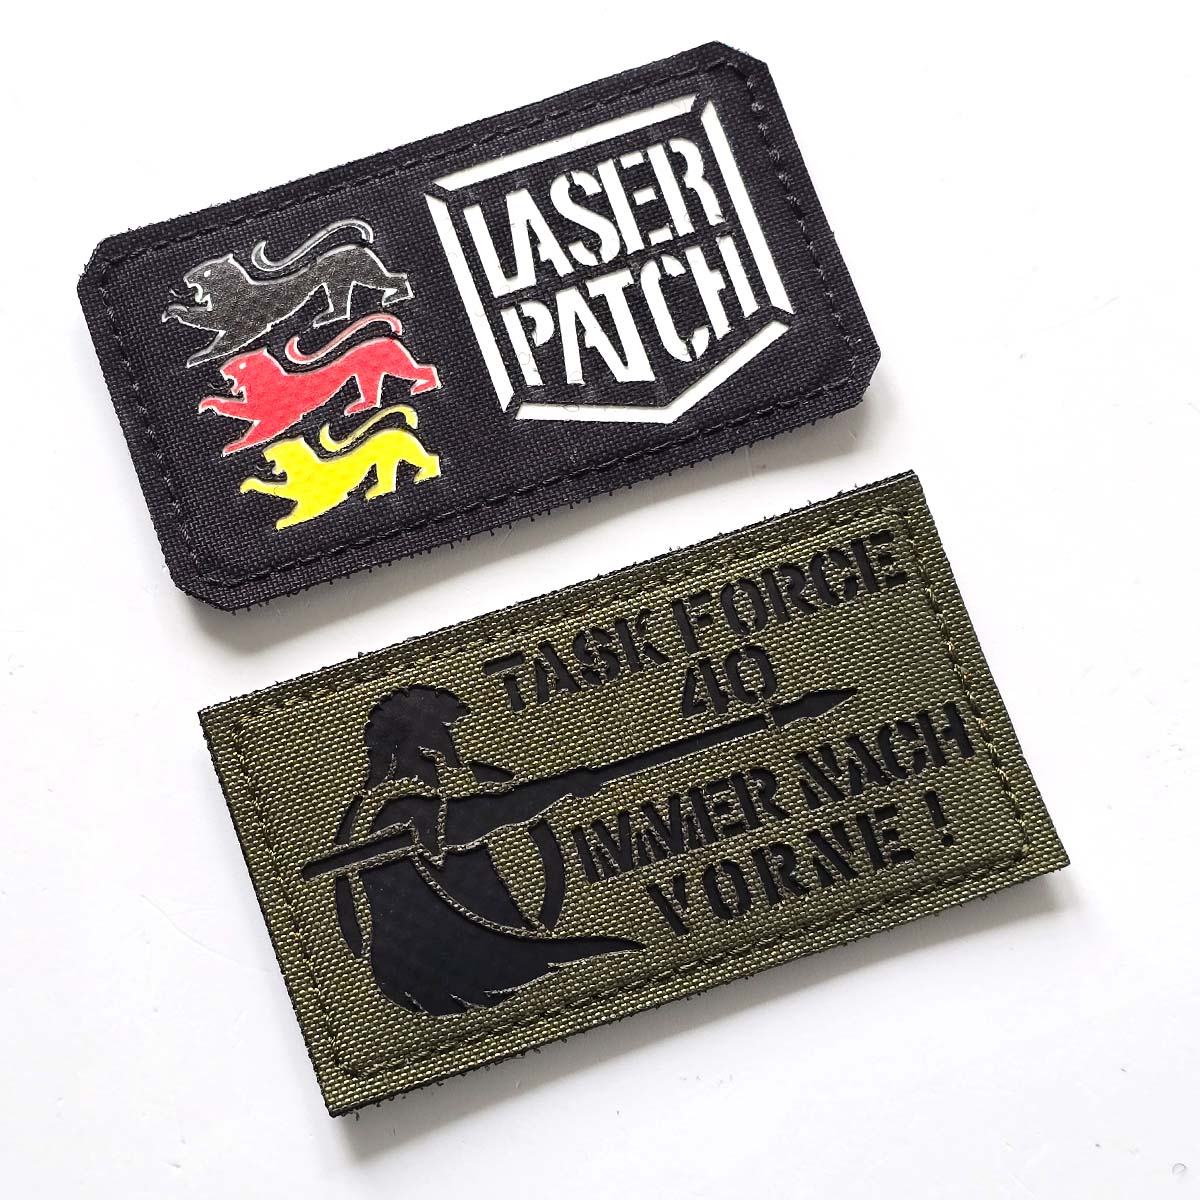 LASER
PATCH
TASK FORCE
40
IMMER NACH
VORNE !